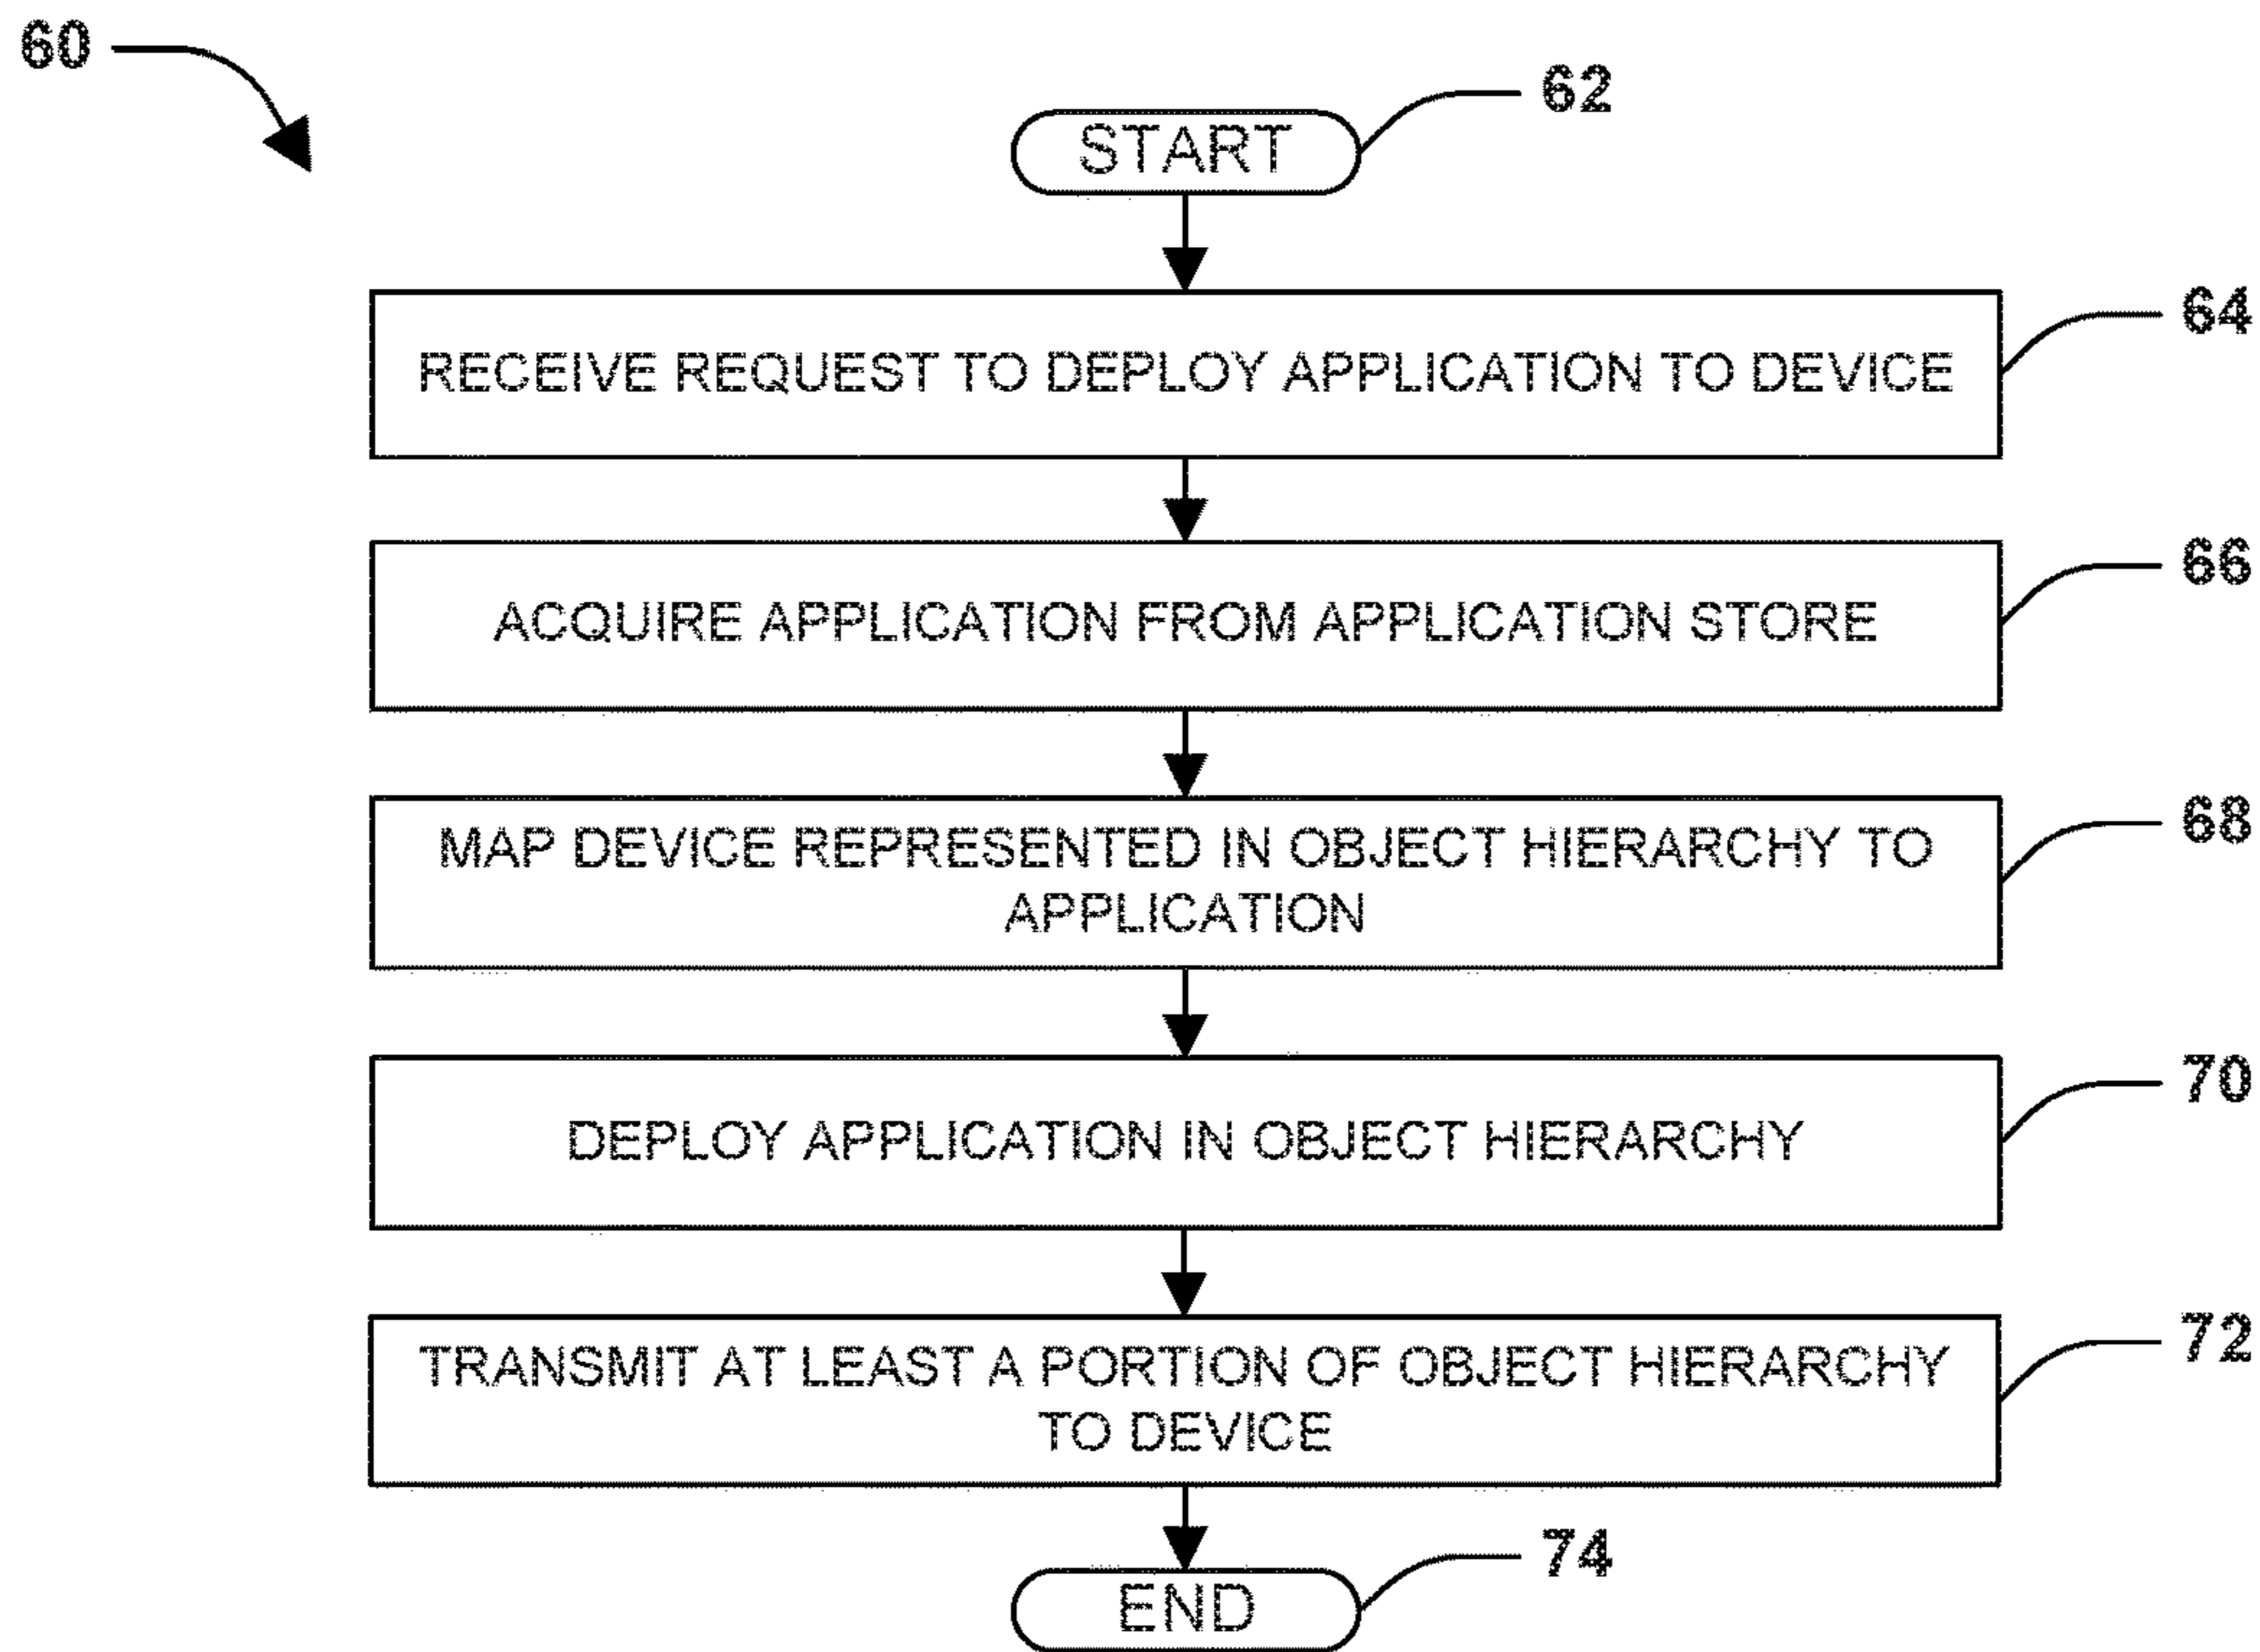 60
START
62
RECEIVE REQUEST TO DEPLOY APPLICATION TO DEVICE
64
ACQUIRE APPLICATION FROM APPLICATION STORE
66
MAP DEVICE REPRESENTED IN OBJECT HIERARCHY TO
APPLICATION
68
DEPLOY APPLICATION IN OBJECT HIERARCHY
70
TRANSMIT AT LEAST A PORTION OF OBJECT HIERARCHY
TO DEVICE
72
END
74